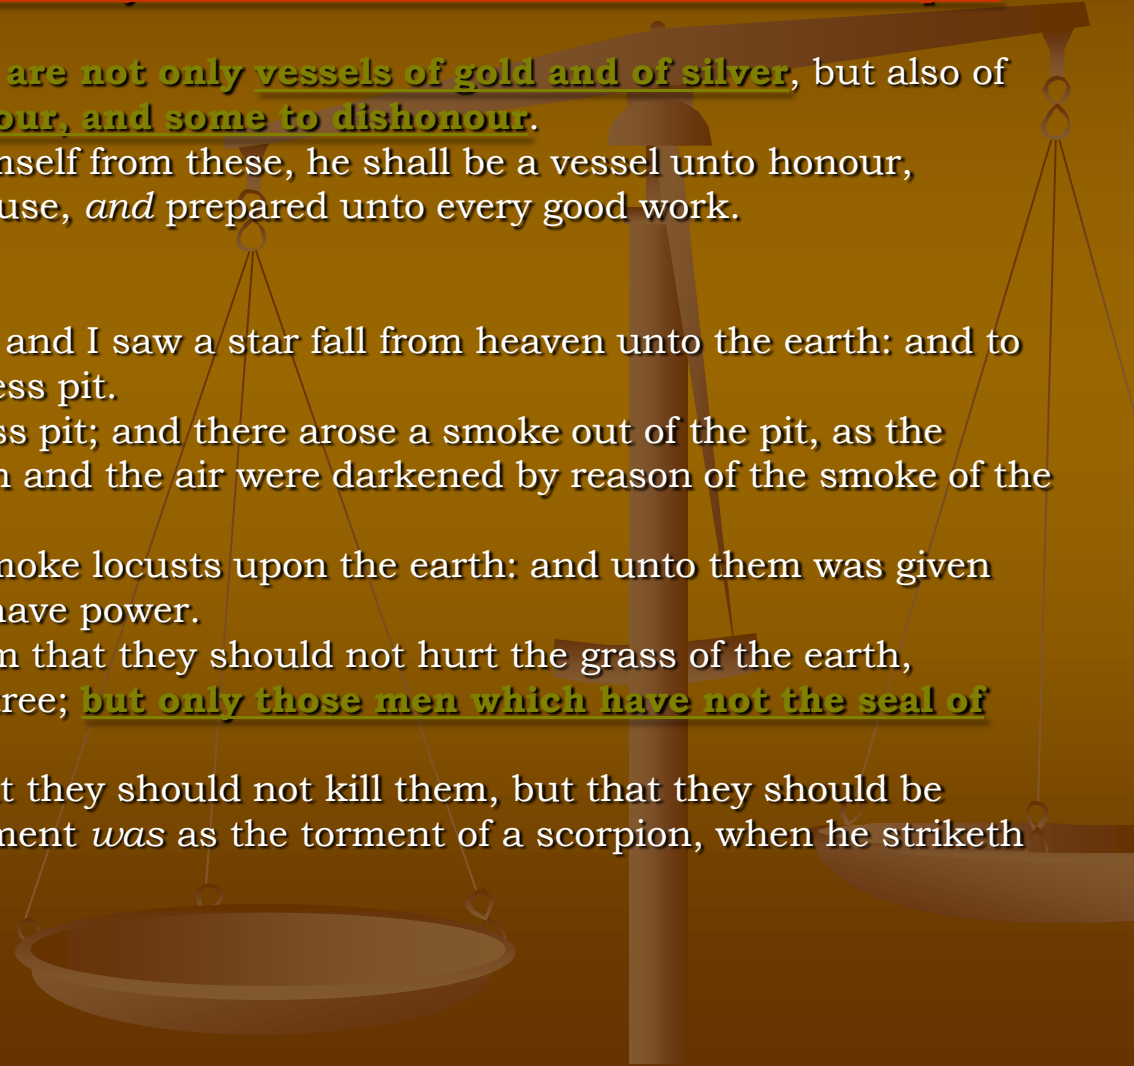 are not only vessels of gold and of silver, but also of
our, and some to dishonour.
nself from these, he shall be a vessel unto honour,
use, and prepared unto every good work.
and I saw a star fall from heaven unto the earth: and to
ess pit.
ss pit; and there arose a smoke out of the pit, as the
n and the air were darkened by reason of the smoke of the
moke locusts upon the earth: and unto them was given
have power.
m that they should not hurt the grass of the earth,
ree; but only those men which have not the seal of
t they should not kill them, but that they should be
ment was as the torment of a scorpion, when he striketh